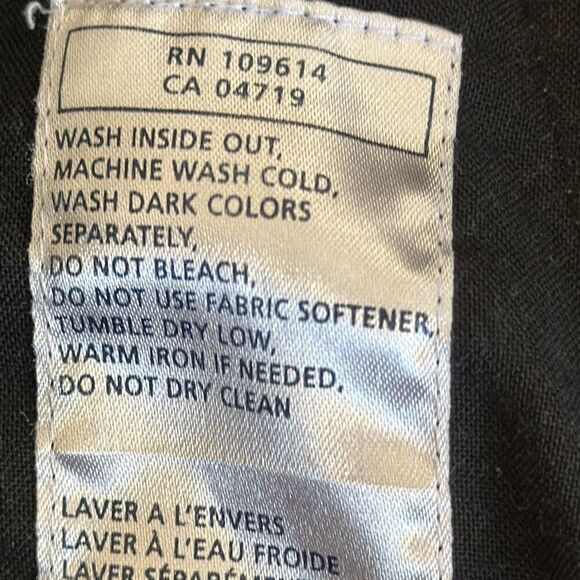 RN 109614
CA 04719
WASH INSIDE OUT,
MACHINE WASH COLD,
WASH DARK COLORS
SEPARATELY,
DO NOT BLEACH,
DO NOT USE FABRIC SOFTENER,
TUMBLE DRY LOW,
WARM IRON IF NEEDED,
DO NOT DRY CLEAN
LAVER A L'ENVERS
LAVER À L'EAU FROIDE
LAVER